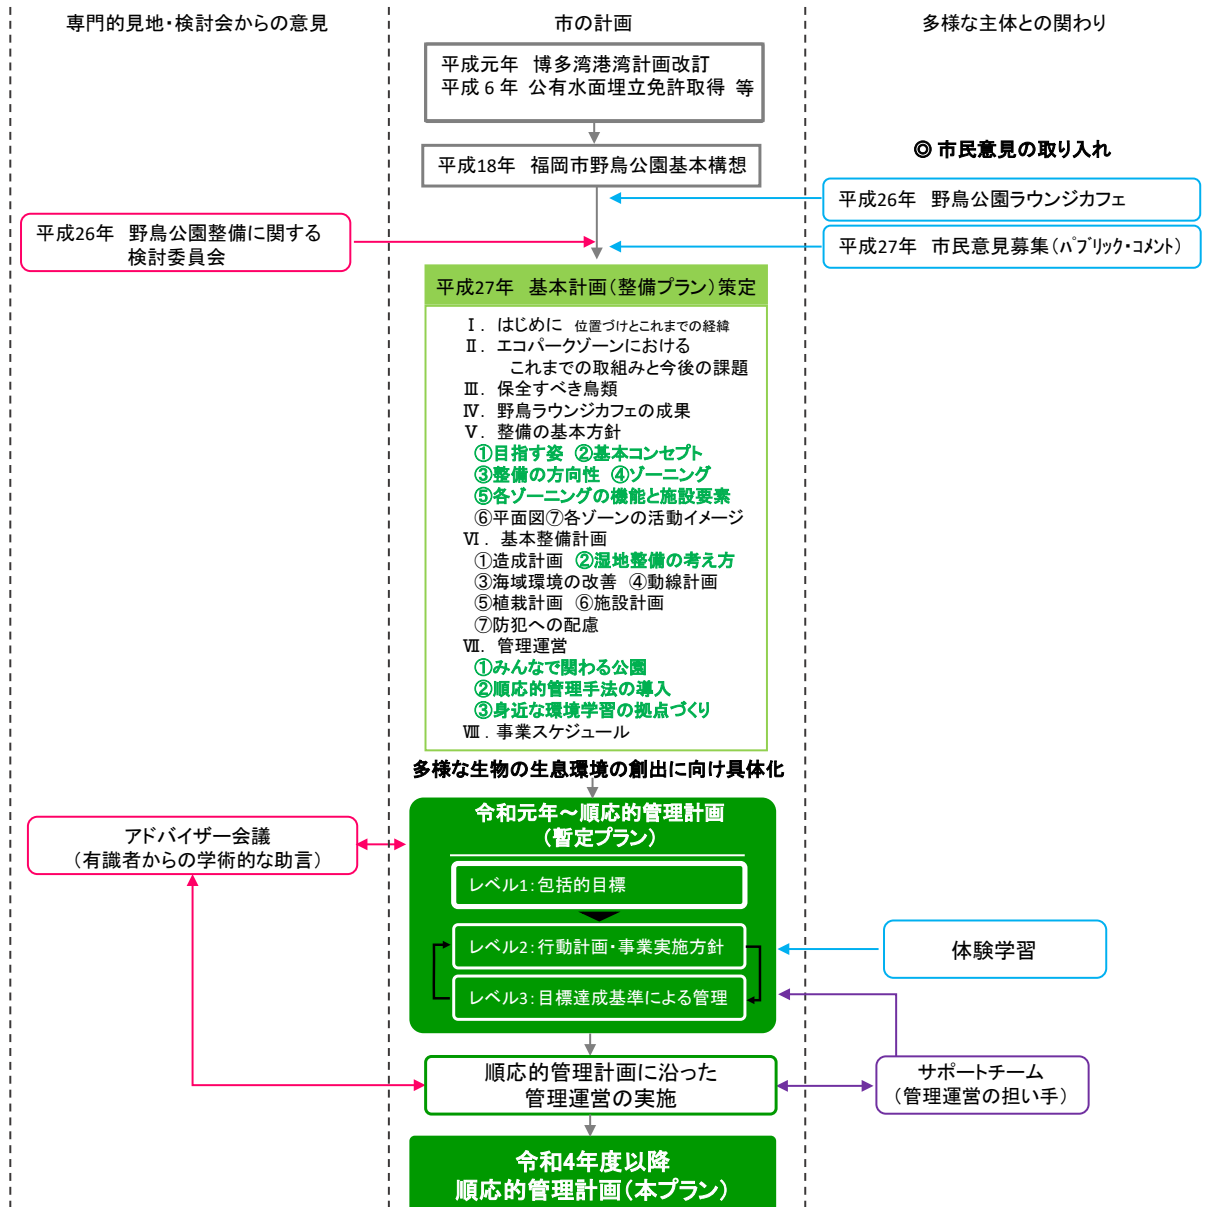 専門的見地・検討会からの意見
市の計画
多様な主体との関わり
平成元年 博多湾港湾計画改訂
平成６年 公有水面埋立免許取得 等
平成18年 福岡市野鳥公園基本構想
◎ 市民意見の取り入れ
平成26年 野鳥公園ラウンジカフェ
平成27年 市民意見募集（ﾊﾟﾌﾞﾘｯｸ・ｺﾒﾝﾄ）
平成26年 野鳥公園整備に関する
検討委員会
平成27年 基本計画（整備プラン）策定
Ⅰ．はじめに 位置づけとこれまでの経緯
Ⅱ．エコパークゾーンにおける
これまでの取組みと今後の課題
Ⅲ．保全すべき鳥類
Ⅳ．野鳥ラウンジカフェの成果
Ⅴ．整備の基本方針
①目指す姿 ②基本コンセプト
③整備の方向性 ④ゾーニング
⑤各ゾーニングの機能と施設要素
⑥平面図⑦各ゾーンの活動イメージ
Ⅵ．基本整備計画
①造成計画 ②湿地整備の考え方
③海域環境の改善 ④動線計画
⑤植栽計画 ⑥施設計画
⑦防犯への配慮
Ⅶ．管理運営
①みんなで関わる公園
②順応的管理手法の導入
③身近な環境学習の拠点づくり
Ⅷ．事業スケジュール
多様な生物の生息環境の創出に向け具体化
令和元年～順応的管理計画
（暫定プラン）
レベル1：包括的目標
レベル2：行動計画・事業実施方針
レベル3：目標達成基準による管理
アドバイザー会議
（有識者からの学術的な助言）
体験学習
サポートチーム
（管理運営の担い手）
順応的管理計画に沿った
管理運営の実施
令和4年度以降
順応的管理計画（本プラン）